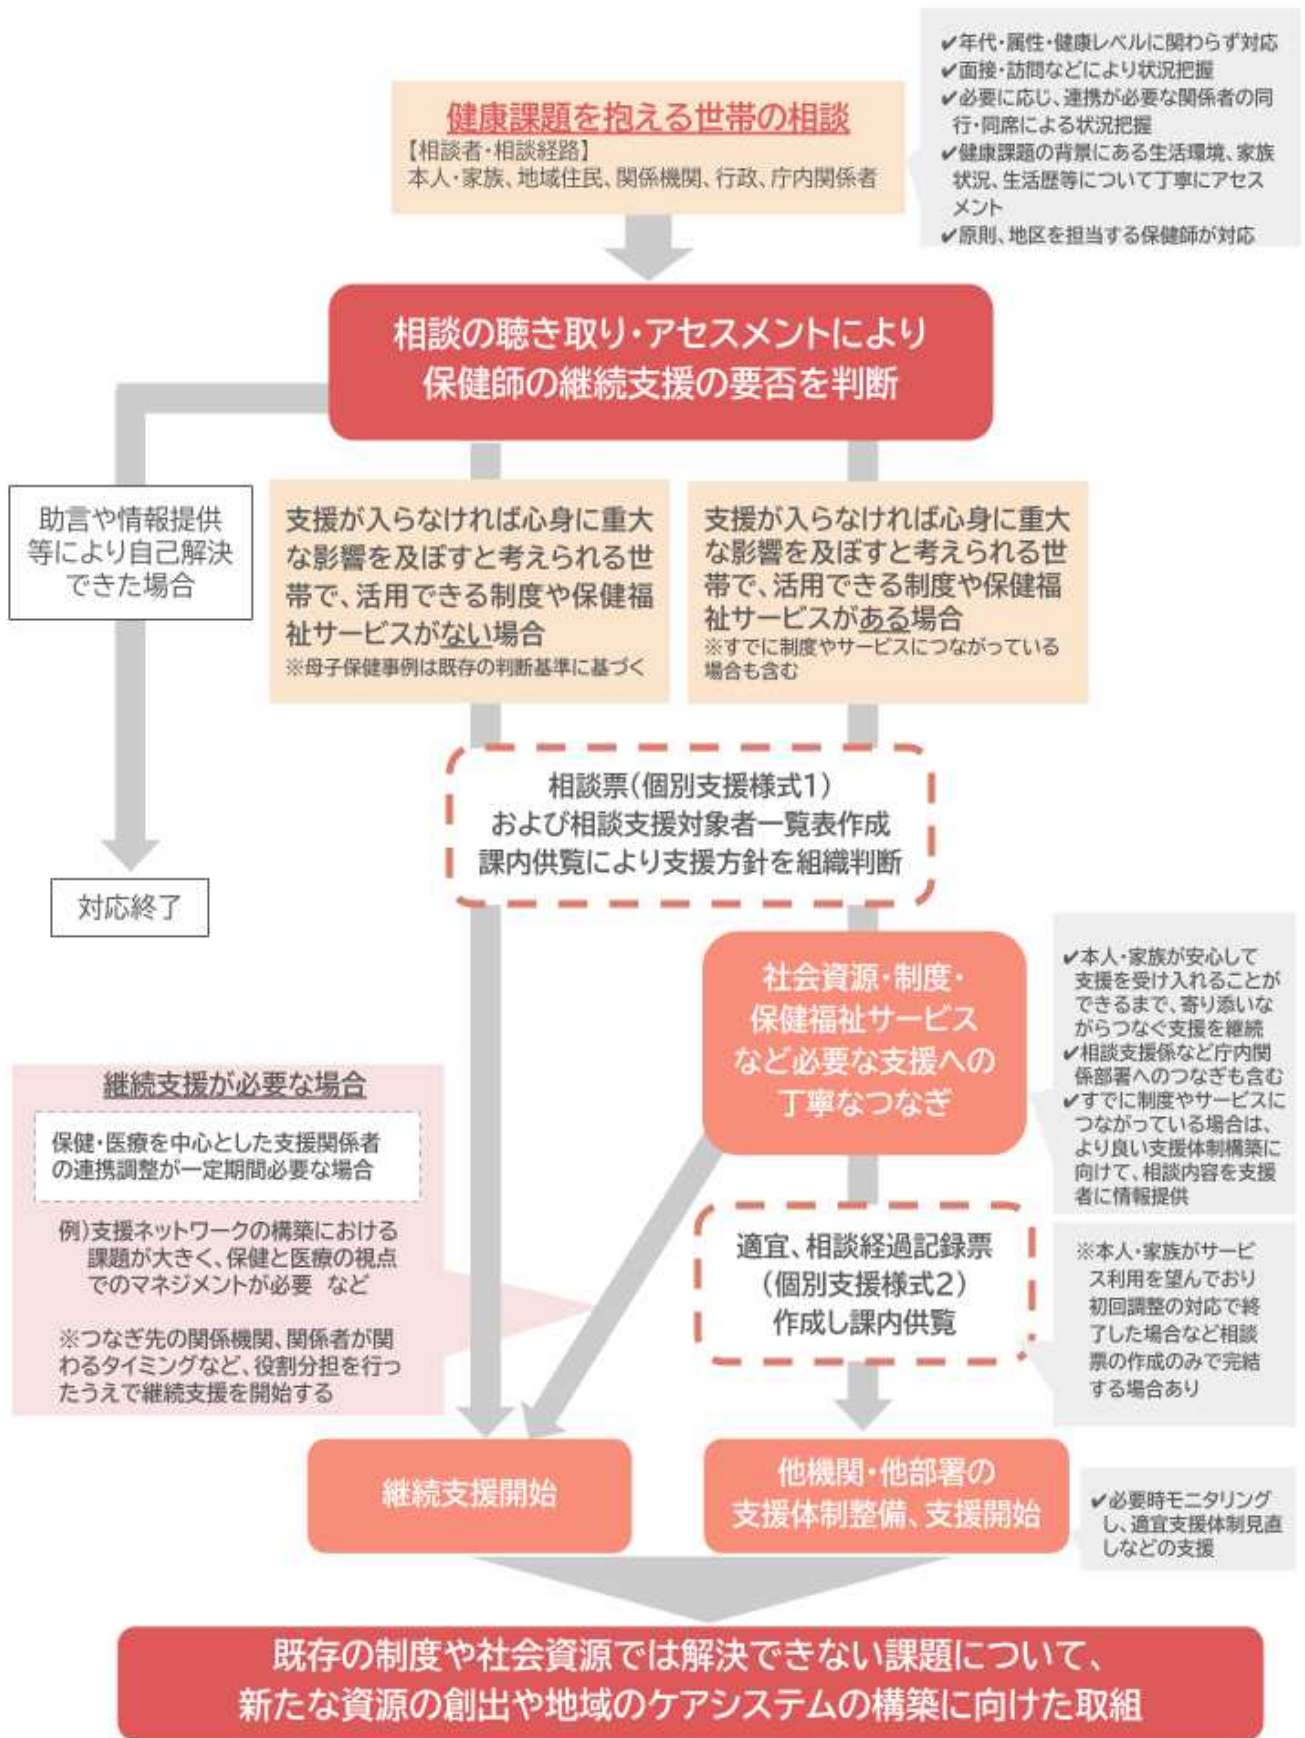 ✔年代・属性・健康レベルに関わらず対応
✔面接・訪問などにより状況把握
✔必要に応じ、連携が必要な関係者の同
行・同席による状況把握
✔健康課題の背景にある生活環境、家族
状況、生活歴等について丁寧にアセス
メント
✔原則、地区を担当する保健師が対応
健康課題を抱える世帯の相談
【相談者・相談経路】
本人・家族、地域住民、関係機関、行政、庁内関係者
相談の聴き取り・アセスメントにより
保健師の継続支援の要否を判断
助言や情報提供
等により自己解決
できた場合
支援が入らなければ心身に重大
な影響を及ぼすと考えられる世
帯で、活用できる制度や保健福
祉サービスがない場合
※母子保健事例は既存の判断基準に基づく
支援が入らなければ心身に重大
な影響を及ぼすと考えられる世
帯で、活用できる制度や保健福
祉サービスがある場合
※すでに制度やサービスにつながっている
場合も含む
相談票(個別支援様式1)
および相談支援対象者一覧表作成
課内供覧により支援方針を組織判断
対応終了
社会資源・制度・
保健福祉サービス
など必要な支援への
丁寧なつなぎ
✔本人・家族が安心して
支援を受け入れることが
できるまで、寄り添いな
がらつなぐ支援を継続
✔相談支援係など庁内関
係部署へのつなぎも含む
✔すでに制度やサービスに
つながっている場合は、
より良い支援体制構築に
向けて、相談内容を支援
者に情報提供
継続支援が必要な場合
保健・医療を中心とした支援関係者
の連携調整が一定期間必要な場合
例)支援ネットワークの構築における
課題が大きく、保健と医療の視点
でのマネジメントが必要 など
※つなぎ先の関係機関、関係者が関
わるタイミングなど、役割分担を行っ
たうえで継続支援を開始する
適宜、相談経過記録票
(個別支援様式2)
作成し課内供覧
※本人・家族がサービ
ス利用を望んでおり
初回調整の対応で終
了した場合など相談
票の作成のみで完結
する場合あり
継続支援開始
他機関・他部署の
支援体制整備、支援開始
✔必要時モニタリング
し、適宜支援体制見直
しなどの支援
既存の制度や社会資源では解決できない課題について、
新たな資源の創出や地域のケアシステムの構築に向けた取組